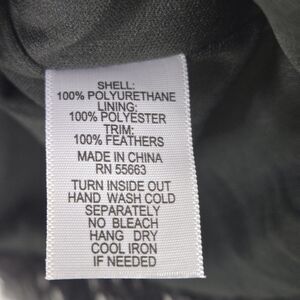 SHELL:
100% POLYURETHANE
LINING:
100% POLYESTER
TRIM:
100% FEATHERS
MADE IN CHINA
RN 55663
TURN INSIDE OUT
HAND WASH COLD
SEPARATELY
NO BLEACH
HANG DRY
COOL IRON
IF NEEDED